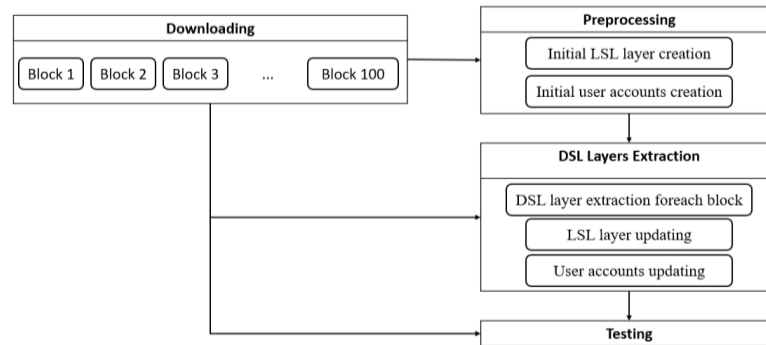 Downloading
Block 1
Block 2
Block 3
...
Block 100
Preprocessing
Initial LSL layer creation
Initial user accounts creation
DSL Layers Extraction
DSL layer extraction foreach block
LSL layer updating
User accounts updating
Testing